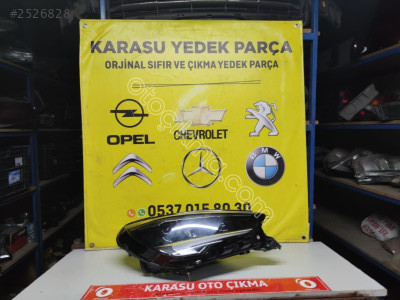 #2526828
KARASU YEDEK PARÇA
ORJİNAL SIFIR VE ÇIKMA YEDEK PARÇA
OPEL
CHEVROLET
BMW
0537 015 80 30
KARASU OTO ÇIKMA